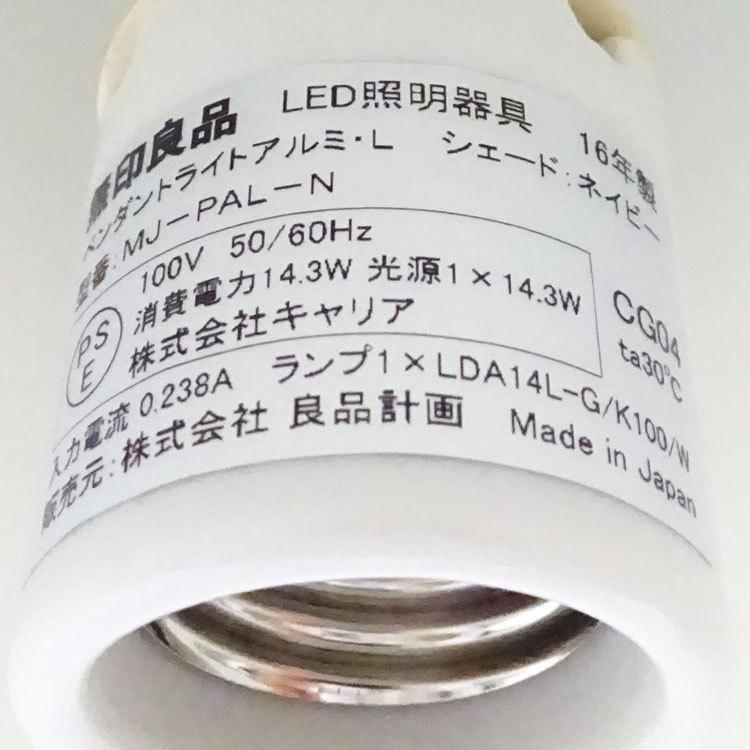 無印良品 LED照明器具 16年製
ペンダントライトアルミ・L シェード:ネイビー
型番:MJ-PAL-N
PSE
100V 50/60Hz
消費電力14.3W 光源1×14.3W
株式会社キャリア
CG04
ta30℃
入力電流 0.238A ランプ1×LDA14L-G/K100/W
販売元:株式会社 良品計画 Made in Japan